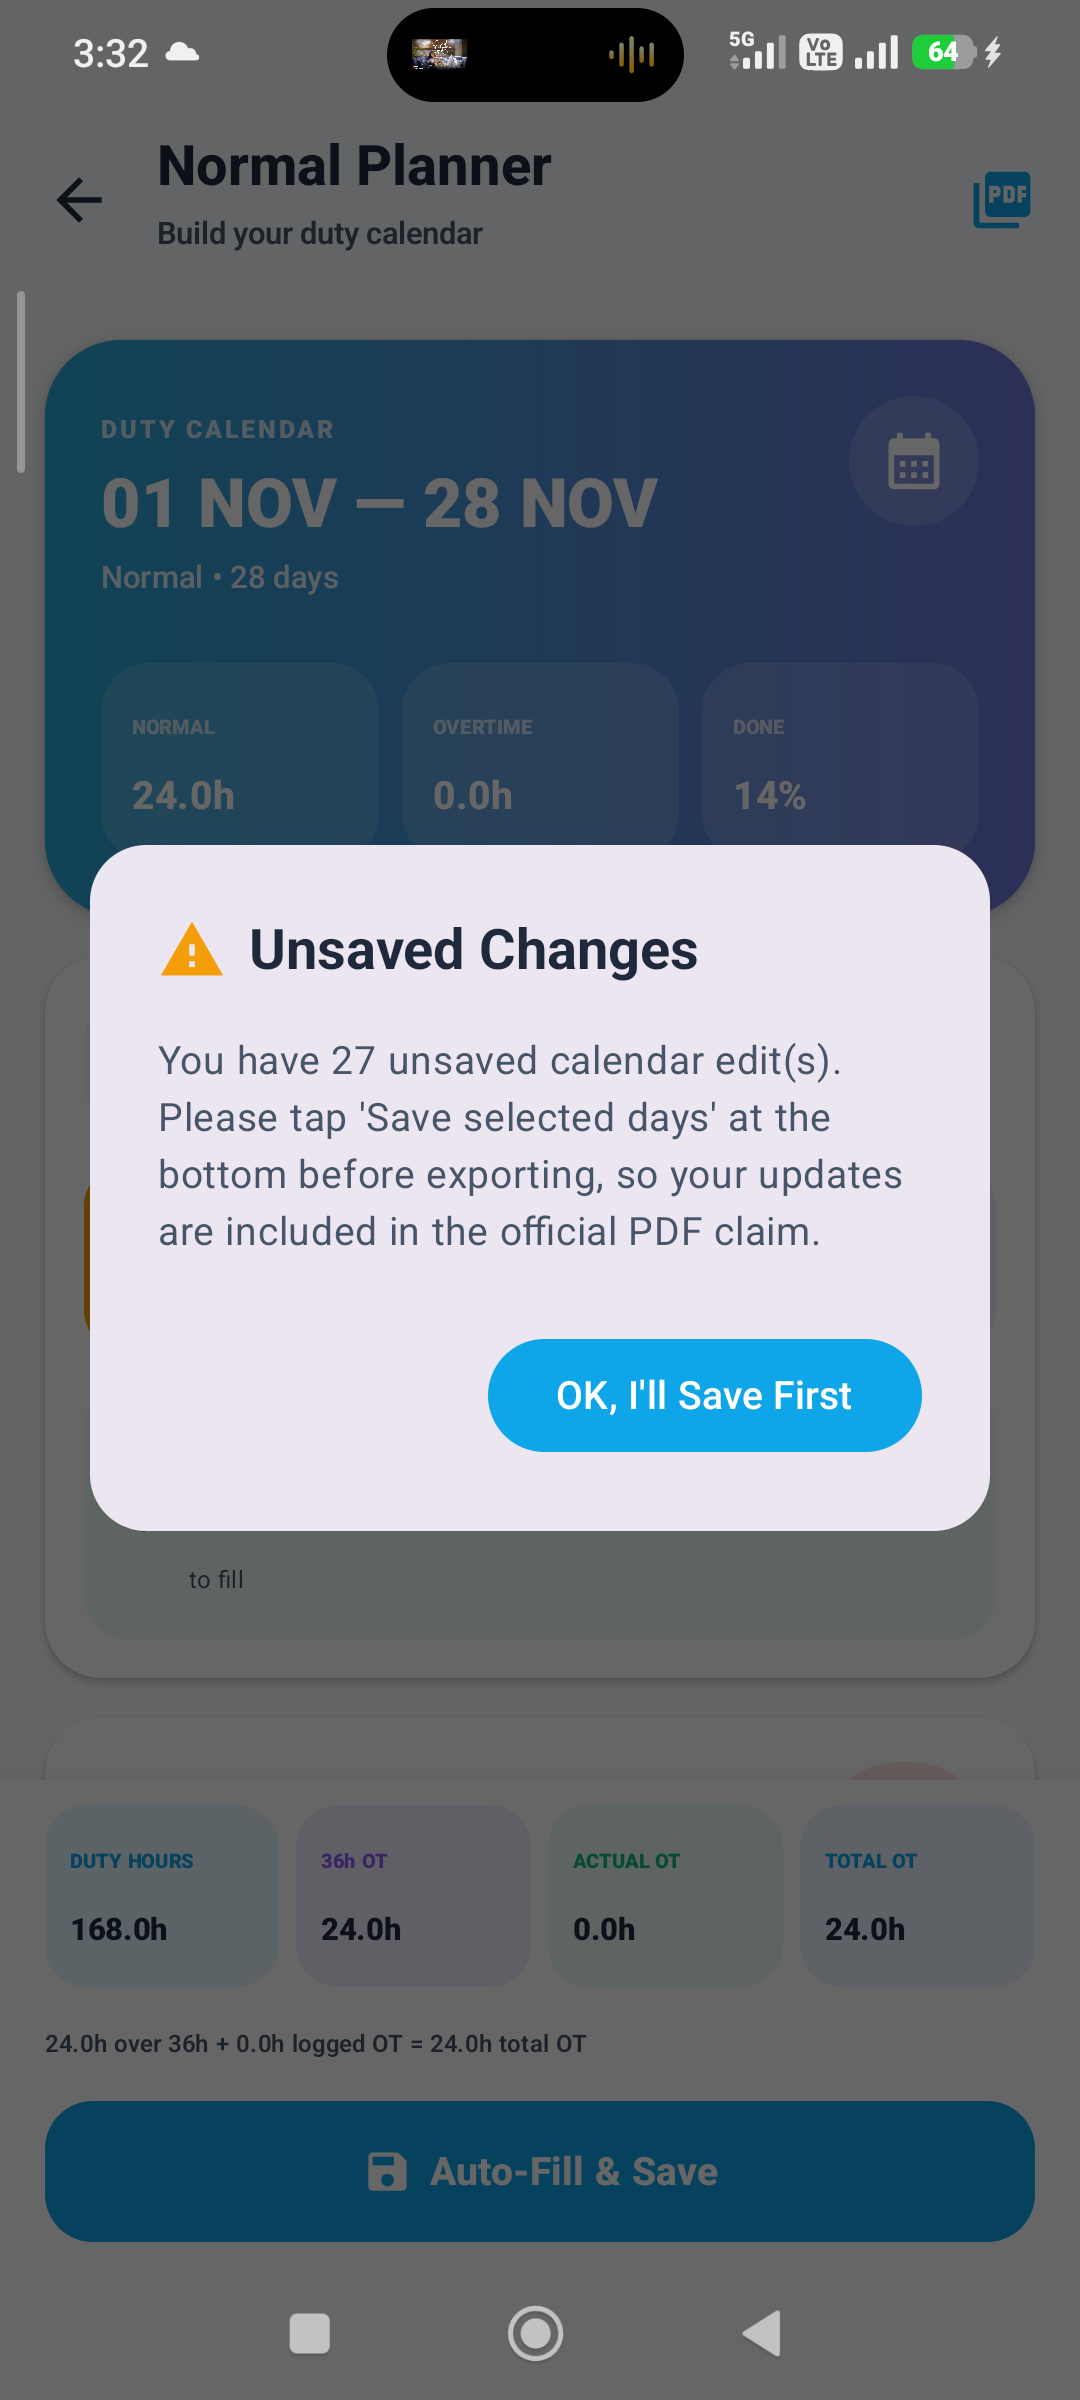 3:32
5G
Vo
LTE
64
Normal Planner
Build your duty calendar
PDF
DUTY CALENDAR
01 NOV — 28 NOV
Normal • 28 days
NORMAL
OVERTIME
DONE
24.0h
0.0h
14%
Unsaved Changes
You have 27 unsaved calendar edit(s).
Please tap 'Save selected days' at the
bottom before exporting, so your updates
are included in the official PDF claim.
OK, I'll Save First
to fill
DUTY HOURS
36h OT
ACTUAL OT
TOTAL OT
168.0h
24.0h
0.0h
24.0h
24.0h over 36h + 0.0h logged OT = 24.0h total OT
Auto-Fill & Save